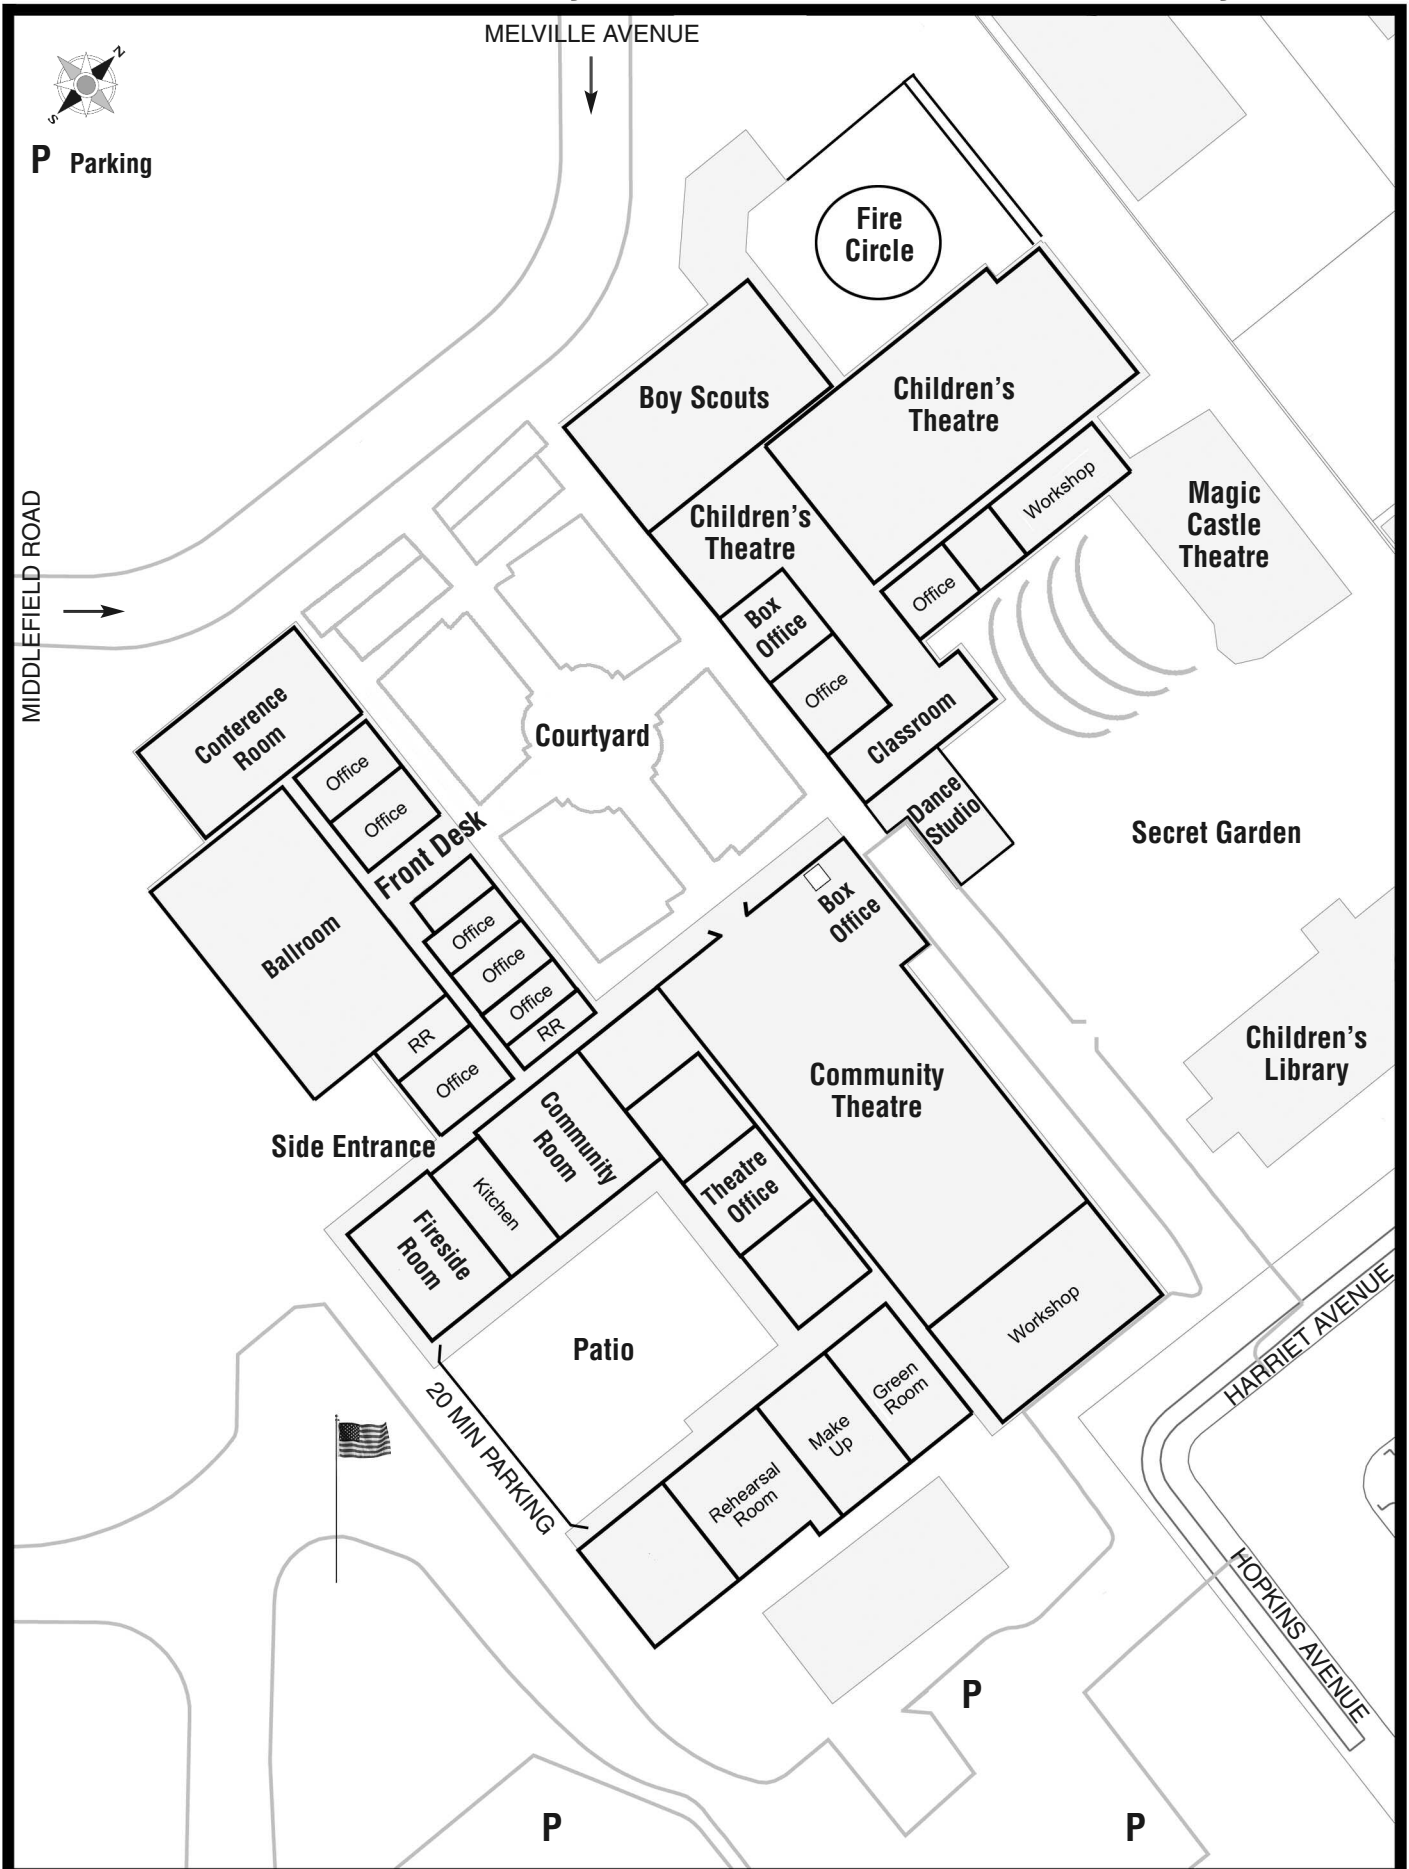 MELVILLE AVENUE
N
S
P Parking
Fire
Circle
Boy Scouts
Children's
Theatre
Workshop
Magic
Castle
Theatre
MIDDLEFIELD ROAD
Children's
Theatre
Office
Box
Office
Office
Classroom
Conference
Room
Courtyard
Office
Office
Dance
Studio
Secret Garden
Front Desk
Box
Office
Ballroom
Office
Office
Office
RR
RR
Office
Children's
Library
Community
Theatre
Side Entrance
Community
Room
Kitchen
Theatre
Office
Fireside
Room
Workshop
HARRIET AVENUE
Patio
20 MIN PARKING
Green
Room
Make
Up
Rehearsal
Room
HOPKINS AVENUE
P
P
P